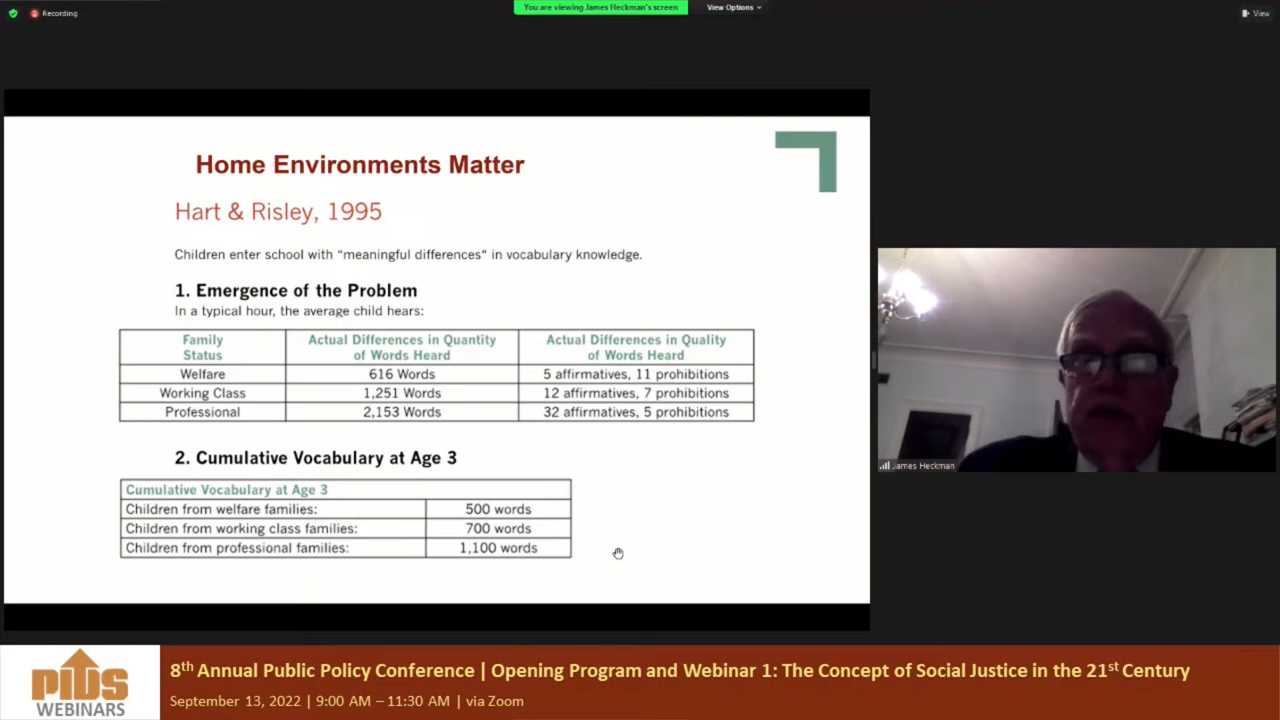 Recording
You are viewing James Heckman's screen
View Options
View
Home Environments Matter
Hart & Risley, 1995
Children enter school with “meaningful differences“ in vocabulary knowledge.
1. Emergence of the Problem
In a typical hour, the average child hears:
Family Status
Actual Differences in Quantity of Words Heard
Actual Differences in Quality of Words Heard
Welfare 616 Words 5 affirmatives, 11 prohibitions
Working Class 1,251 Words 12 affirmatives, 7 prohibitions
Professional 2,153 Words 32 affirmatives, 5 prohibitions
2. Cumulative Vocabulary at Age 3
Cumulative Vocabulary at Age 3
Children from welfare families: 500 words
Children from working class families: 700 words
Children from professional families: 1,100 words
James Heckman
PIDS
WEBINARS
8th Annual Public Policy Conference | Opening Program and Webinar 1: The Concept of Social Justice in the 21st Century
September 13, 2022 | 9:00 AM – 11:30 AM | via Zoom